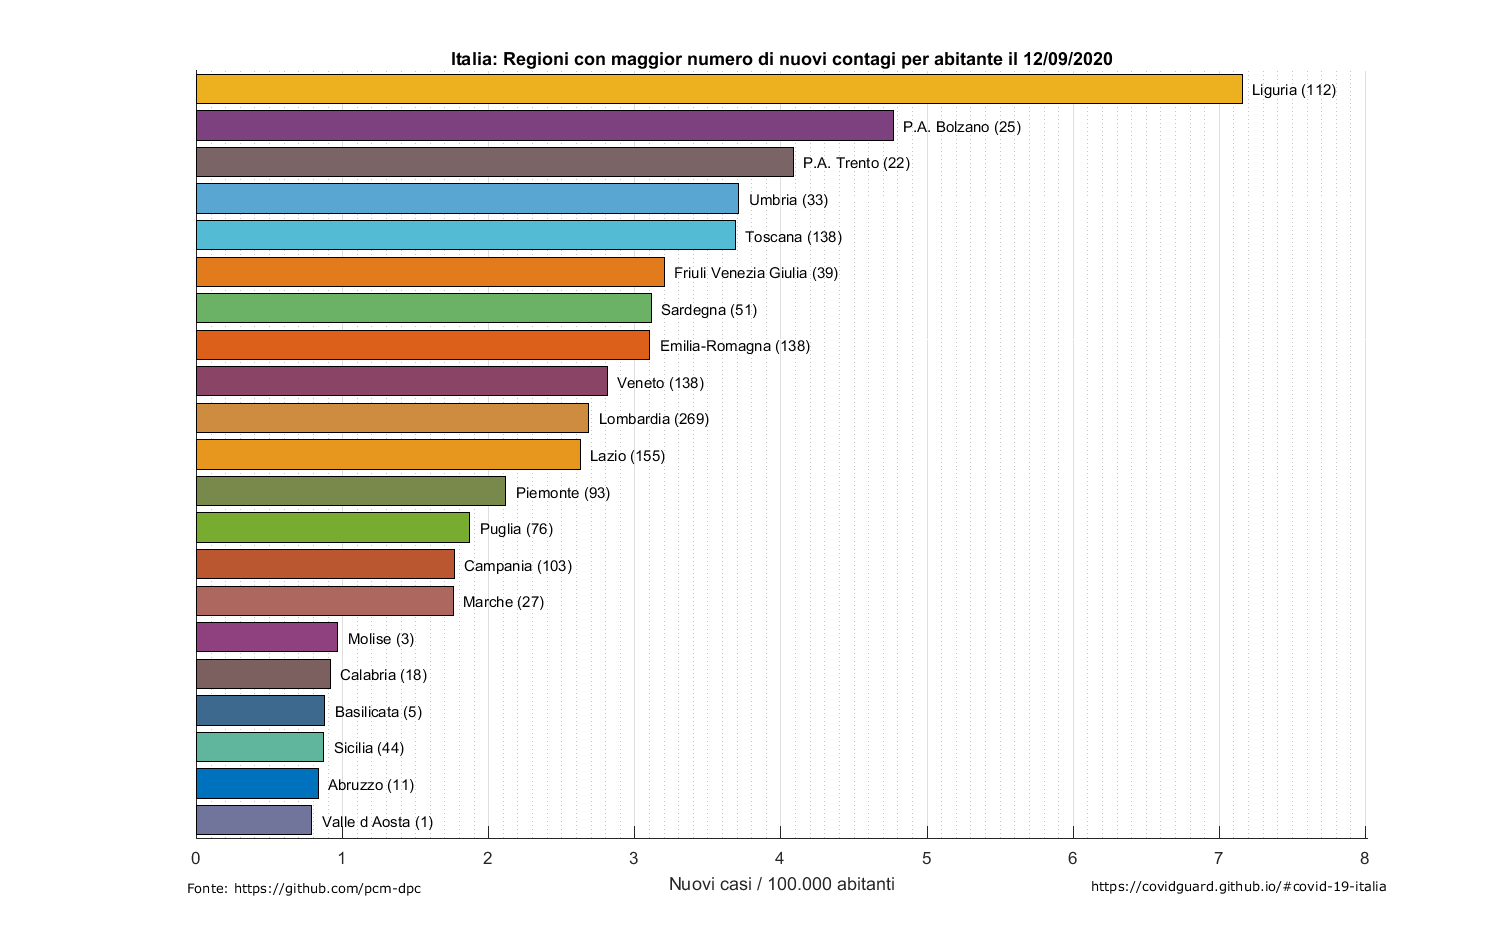 Italia: Regioni con maggior numero di nuovi contagi per abitante il 12/09/2020
Liguria (112)
P.A. Bolzano (25)
P.A. Trento (22)
Umbria (33)
Toscana (138)
Friuli Venezia Giulia (39)
Sardegna (51)
Emilia-Romagna (138)
Veneto (138)
Lombardia (269)
Lazio (155)
Piemonte (93)
Puglia (76)
Campania (103)
Marche (27)
Molise (3)
Calabria (18)
Basilicata (5)
Sicilia (44)
Abruzzo (11)
Valle d Aosta (1)
0 1 2 3 4 5 6 7 8
Nuovi casi / 100.000 abitanti
Fonte: https://github.com/pcm-dpc
https://covidguard.github.io/#covid-19-italia